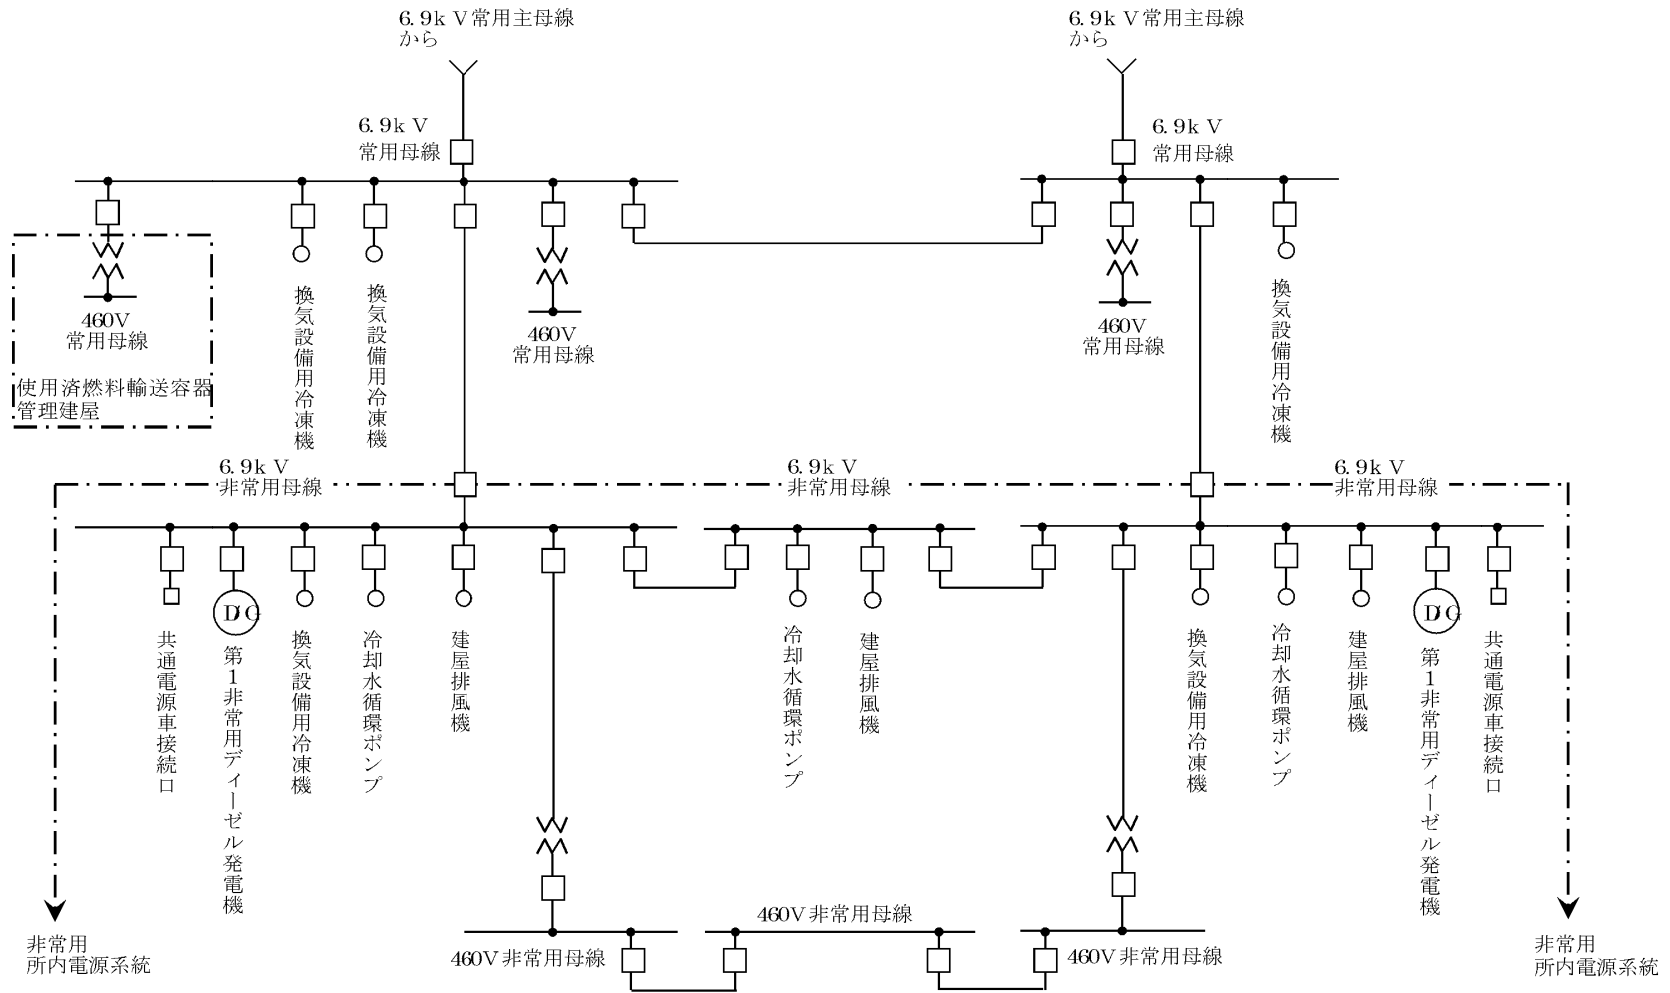 6.9kV常用主母線
から
6.9kV常用主母線
から
6.9kV
常用母線
6.9kV
常用母線
460V
常用母線
使用済燃料輸送容器
管理建屋
換気設備用冷凍機
換気設備用冷凍機
460V
常用母線
460V
常用母線
換気設備用冷凍機
6.9kV
非常用母線
6.9kV
非常用母線
6.9kV
非常用母線
共通電源車接続口
D/G
第1非常用ディーゼル発電機
換気設備用冷凍機
冷却水循環ポンプ
建屋排風機
冷却水循環ポンプ
建屋排風機
換気設備用冷凍機
冷却水循環ポンプ
建屋排風機
D/G
第1非常用ディーゼル発電機
共通電源車接続口
非常用
所内電源系統
460V非常用母線
460V非常用母線
460V非常用母線
非常用
所内電源系統